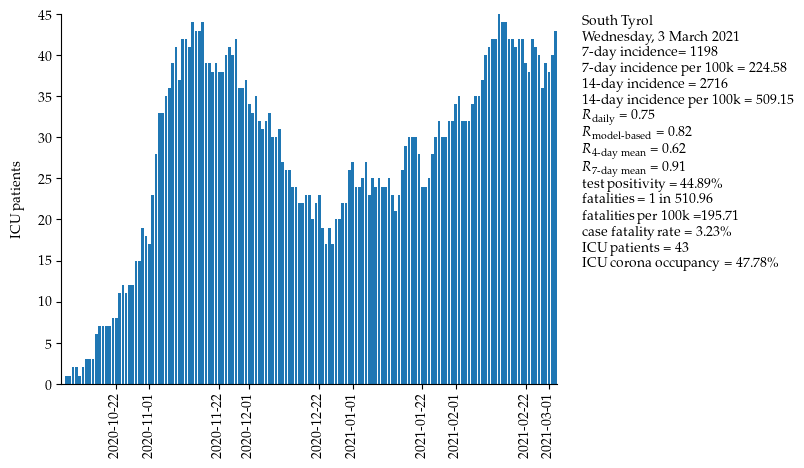 45
40
35
30
25
20
15
10
5
0
ICU patients
2020-10-22
2020-11-01
2020-11-22
2020-12-01
2020-12-22
2021-01-01
2021-01-22
2021-02-01
2021-02-22
2021-03-01
South Tyrol
Wednesday, 3 March 2021
7-day incidence= 1198
7-day incidence per 100k = 224.58
14-day incidence = 2716
14-day incidence per 100k = 509.15
R daily = 0.75
R model-based = 0.82
R 4-day mean = 0.62
R 7-day mean = 0.91
test positivity = 44.89%
fatalities = 1 in 510.96
fatalities per 100k =195.71
case fatality rate = 3.23%
ICU patients = 43
ICU corona occupancy = 47.78%